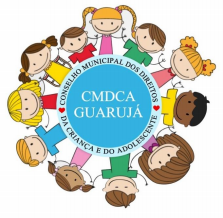 CONSELHO MUNICIPAL DOS DIREITOS
CMDCA
GUARUJÁ
DA CRIANÇA E DO ADOLESCENTE